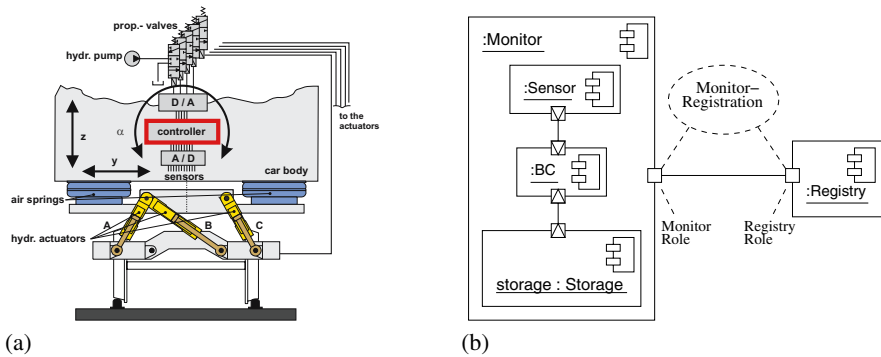 prop.- valves
hydr. pump
D / A
to the
actuators
α
controller
z
A / D
y
sensors
car body
air springs
hydr. actuators
A
B
C
(a)
:Monitor
:Sensor
:BC
storage : Storage
Monitor–
Registration
:Registry
Monitor
Role
Registry
Role
(b)